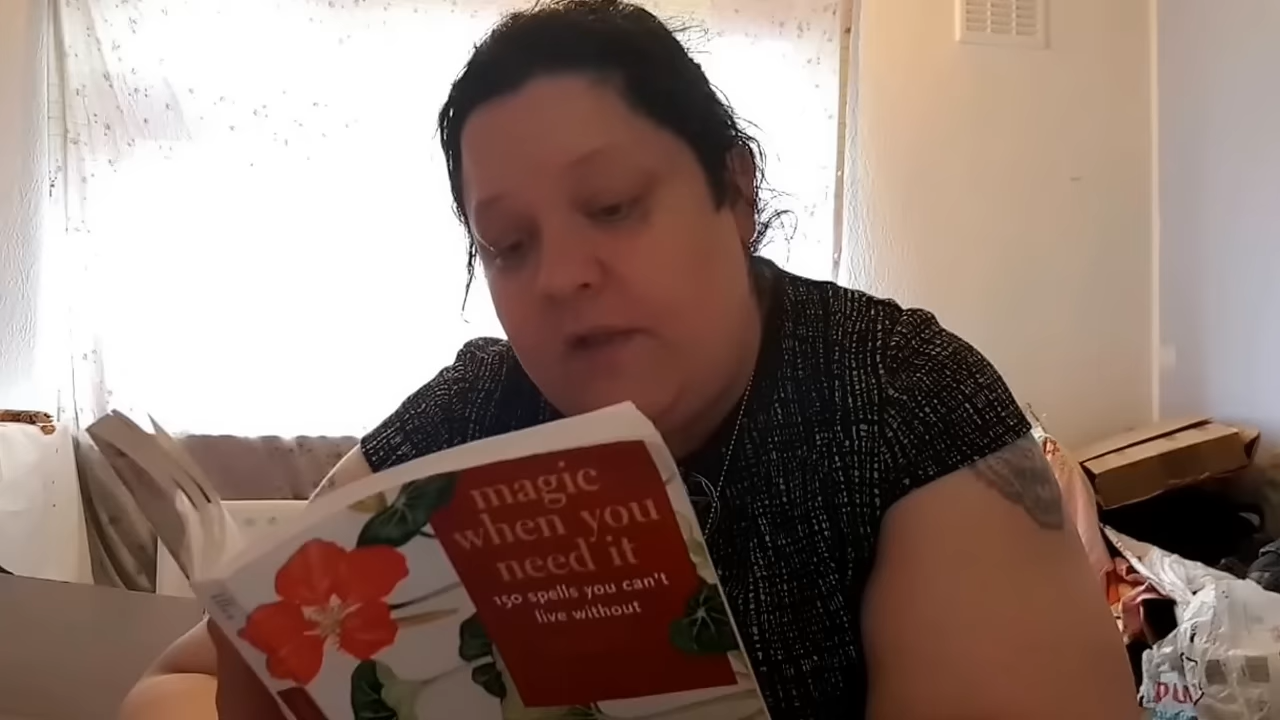 magic
when you
need it
150 spells you can't
live without